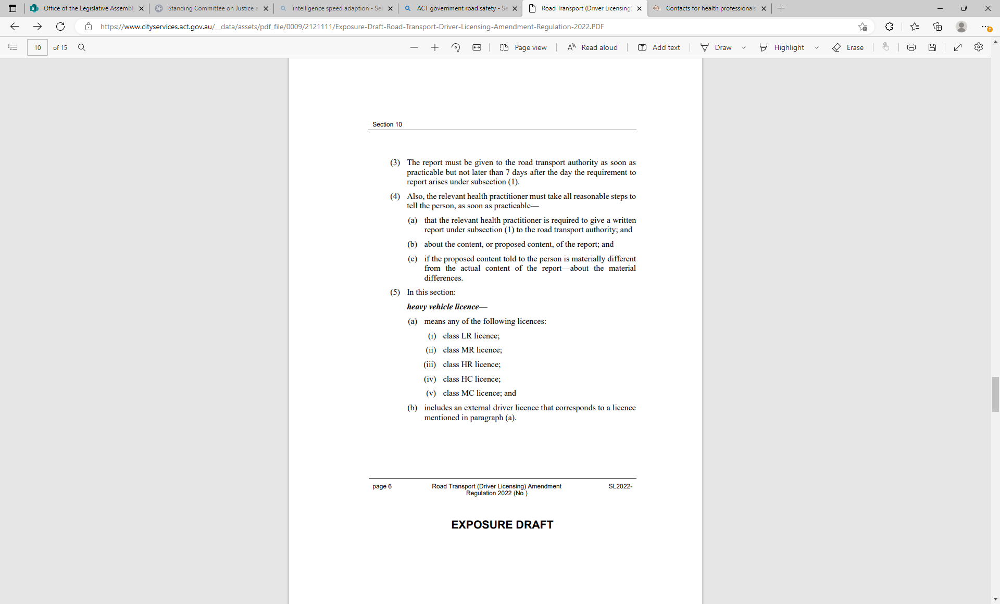 Office of the Legislative Assembl
Standing Committee on Justice a
intelligence speed adaption - Sea
ACT government road safety - Se
Road Transport (Driver Licensing)
Contacts for health professionals
https://www.cityservices.act.gov.au/__data/assets/pdf_file/0009/2121111/Exposure-Draft-Road-Transport-Driver-Licensing-Amendment-Regulation-2022.PDF
10 of 15
Page view
Read aloud
Add text
Draw
Highlight
Erase
Section 10
(3) The report must be given to the road transport authority as soon as
practicable but not later than 7 days after the day the requirement to
report arises under subsection (1).
(4) Also, the relevant health practitioner must take all reasonable steps to
tell the person, as soon as practicable—
(a) that the relevant health practitioner is required to give a written
report under subsection (1) to the road transport authority; and
(b) about the content, or proposed content, of the report; and
(c) if the proposed content told to the person is materially different
from the actual content of the report—about the material
differences.
(5) In this section:
heavy vehicle licence—
(a) means any of the following licences:
(i) class LR licence;
(ii) class MR licence;
(iii) class HR licence;
(iv) class HC licence;
(v) class MC licence; and
(b) includes an external driver licence that corresponds to a licence
mentioned in paragraph (a).
page 6
Road Transport (Driver Licensing) Amendment
Regulation 2022 (No )
SL2022-
EXPOSURE DRAFT